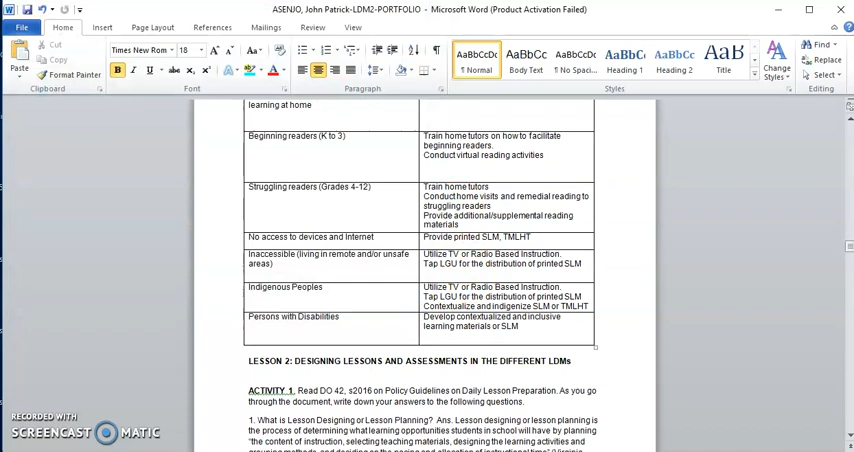 ASENJO, John Patrick-LDM2-PORTFOLIO - Microsoft Word (Product Activation Failed)
File Home Insert Page Layout References Mailings Review View
Paste
Cut
Copy
Format Painter
Clipboard
Times New Rom 18
B I U abc
Font
Paragraph
AaBbCcDc AaBbCc AaBbCcDc AaBbCc AaBbCc AaBb
¶ Normal Body Text ¶ No Spaci... Heading 1 Heading 2 Title
Styles
Change Styles
Find
Replace
Select
Editing
learning at home
Beginning readers (K to 3)
Train home tutors on how to facilitate
beginning readers.
Conduct virtual reading activities
Struggling readers (Grades 4-12)
Train home tutors
Conduct home visits and remedial reading to
struggling readers
Provide additional/supplemental reading
materials
No access to devices and Internet
Provide printed SLM, TMLHT
Inaccessible (living in remote and/or unsafe
areas)
Utilize TV or Radio Based Instruction.
Tap LGU for the distribution of printed SLM
Indigenous Peoples
Utilize TV or Radio Based Instruction.
Tap LGU for the distribution of printed SLM
Contextualize and indigenize SLM or TMLHT
Persons with Disabilities
Develop contextualized and inclusive
learning materials or SLM
LESSON 2: DESIGNING LESSONS AND ASSESSMENTS IN THE DIFFERENT LDMs
ACTIVITY 1. Read DO 42, s2016 on Policy Guidelines on Daily Lesson Preparation. As you go
through the document, write down your answers to the following questions.
1. What is Lesson Designing or Lesson Planning? Ans. Lesson designing or lesson planning is
the process of determining what learning opportunities students in school will have by planning
"the content of instruction, selecting teaching materials, designing the learning activities and
RECORDED WITH
SCREENCAST MATIC